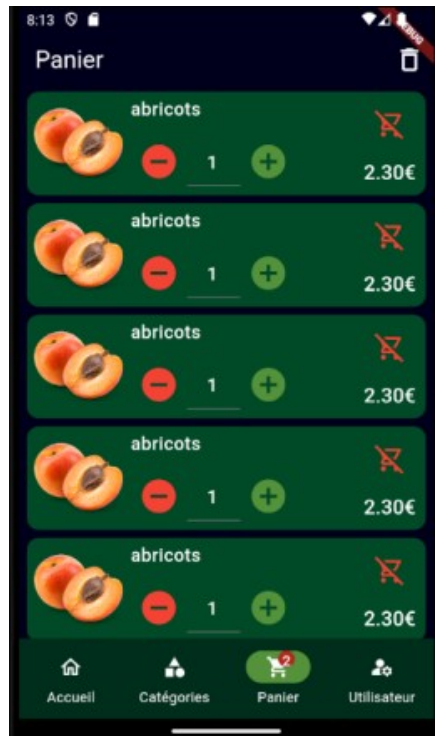 8:13
DEBUG
Panier
abricots
1
2.30€
abricots
1
2.30€
abricots
1
2.30€
abricots
1
2.30€
abricots
1
2.30€
2
Accueil Catégories Panier Utilisateur